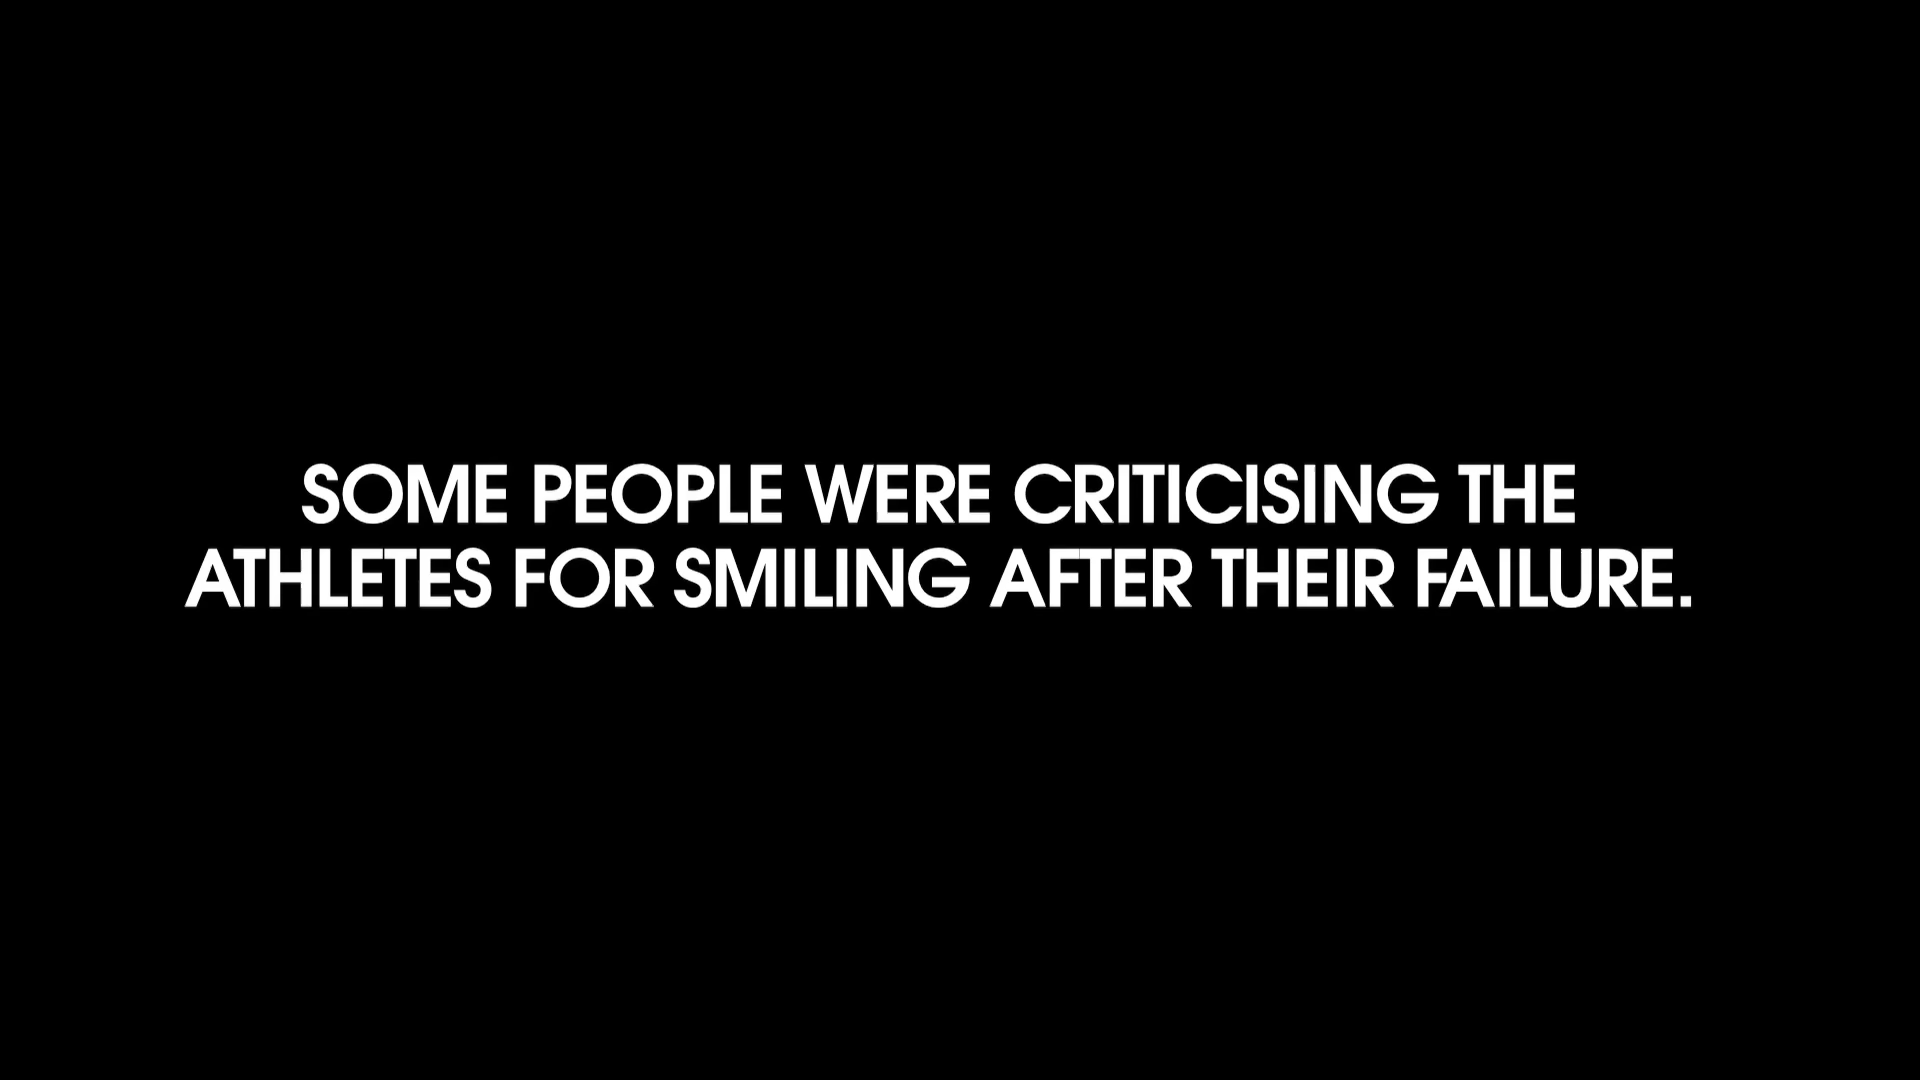 SOME PEOPLE WERE CRITICISING THE
ATHLETES FOR SMILING AFTER THEIR FAILURE.